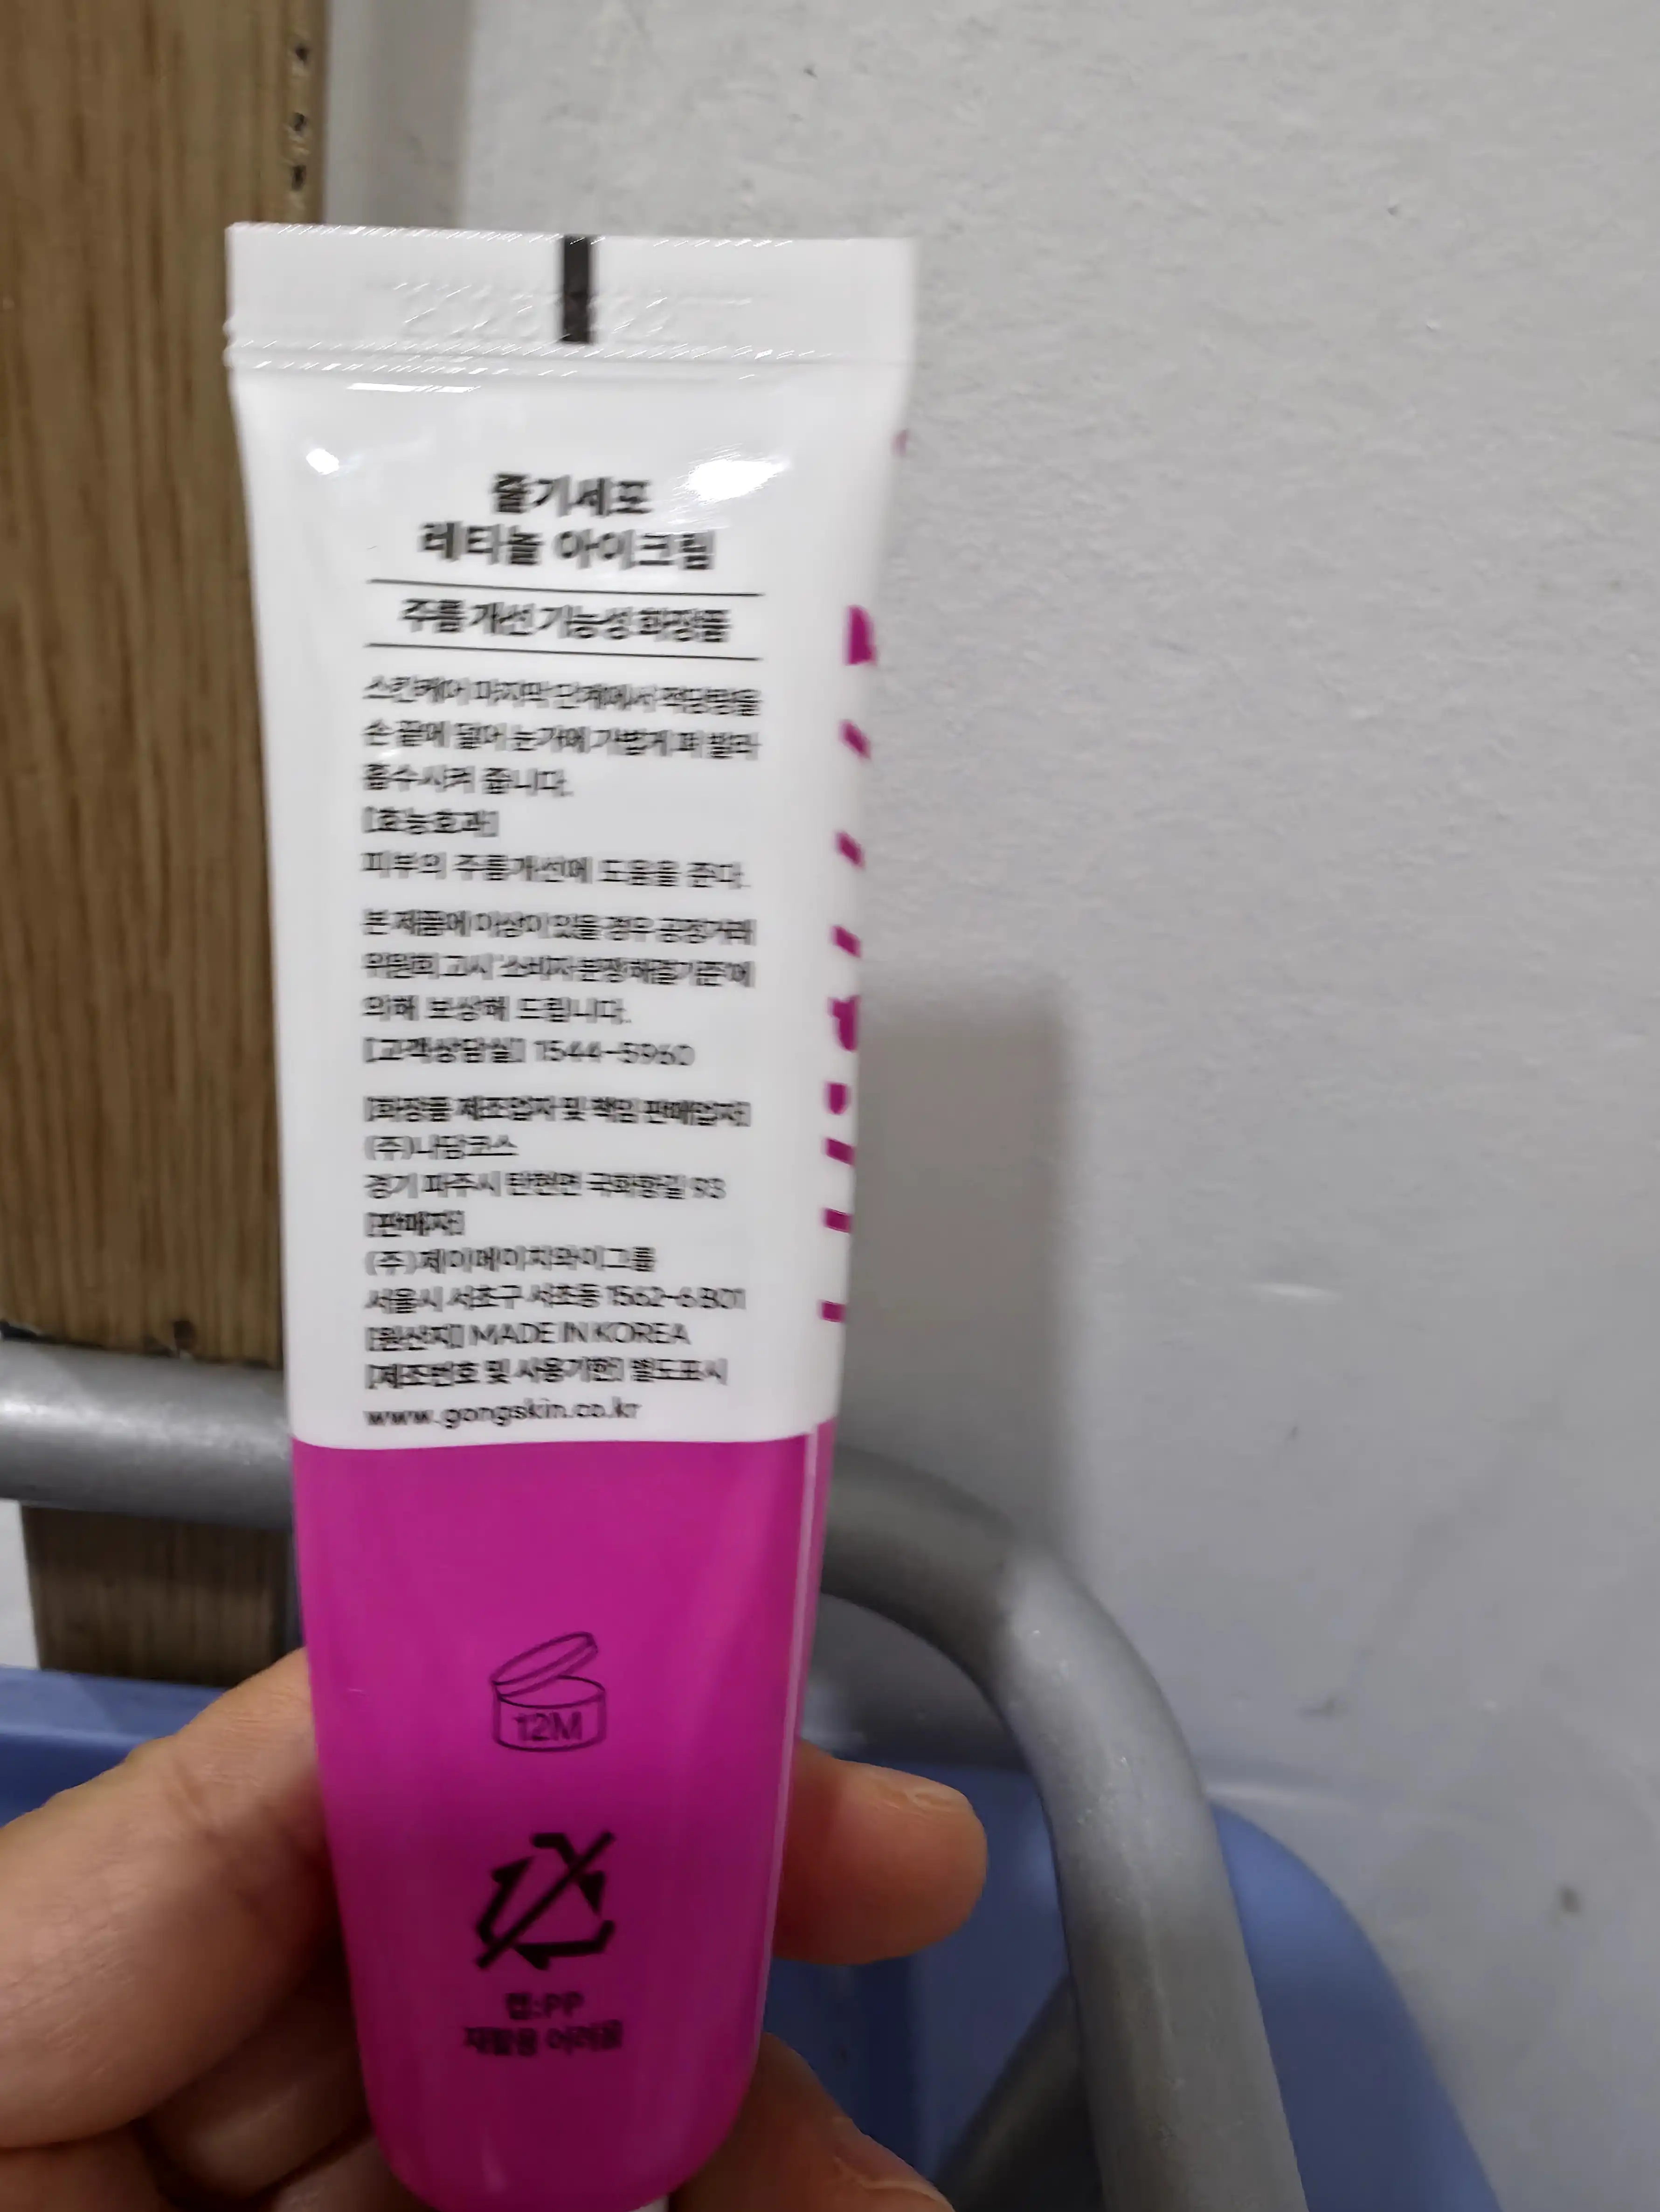 줄기세포
레티놀 아이크림
주름 개선 기능성 화장품
스킨케어 마지막 단계에서 적당량을
손 끝에 덜어 눈가에 가볍게 펴 발라
흡수시켜 줍니다.
[효능효과]
피부의 주름개선에 도움을 준다.
본 제품에 이상이 있을 경우 공정거래
위원회 고시 '소비자분쟁해결기준'에
의해 보상해 드립니다.
[고객상담실] 1544-5960
[화장품 제조업자 및 책임 판매업자]
(주)나담코스
경기 파주시 탄현면 국화향길 93
[판매자]
(주)제이에이치와이그룹
서울시 서초구 서초동 1562-6 B01
[원산지] MADE IN KOREA
[제조번호 및 사용기한] 별도표시
www.gongskin.co.kr
12M
캡:PP
재활용 어려움